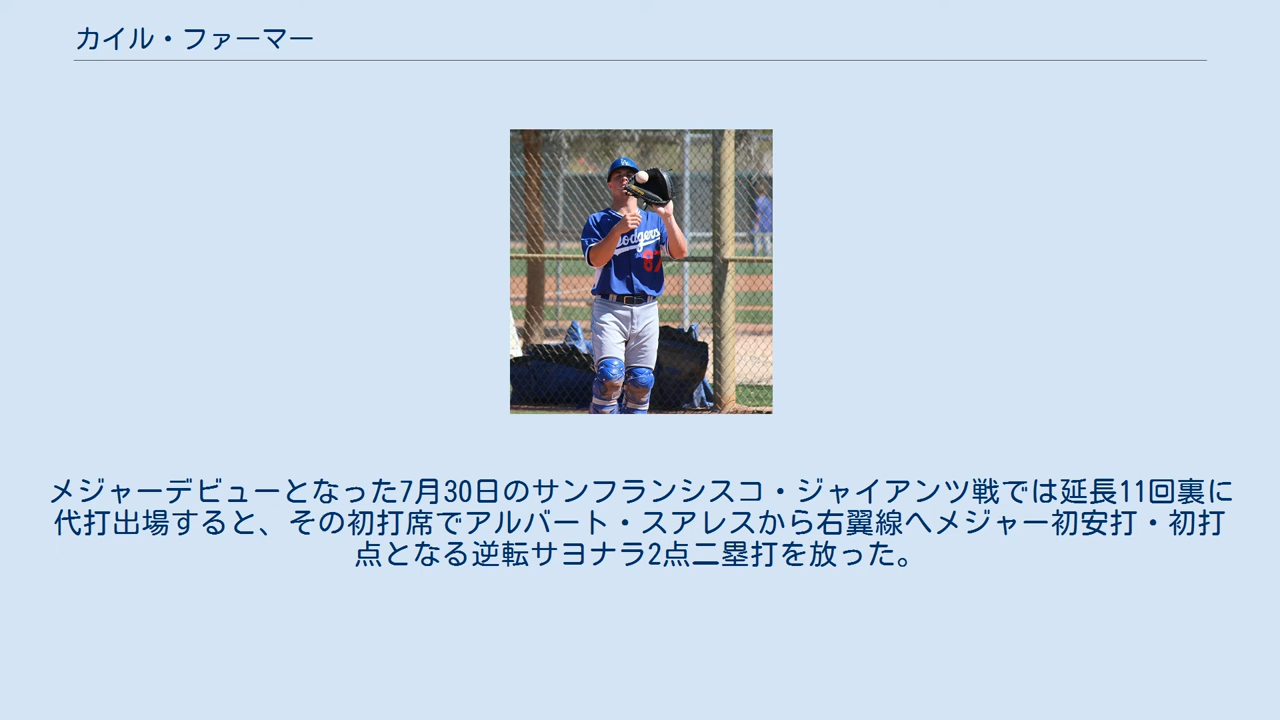 カイル・ファーマー
Dodgers
メジャーデビューとなった7月30日のサンフランシスコ・ジャイアンツ戦では延長11回裏に
代打出場すると、その初打席でアルバート・スアレスから右翼線へメジャー初安打・初打
点となる逆転サヨナラ2点二塁打を放った。